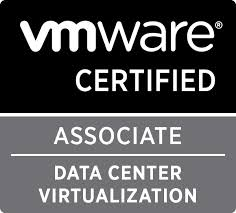 vmware®
CERTIFIED
ASSOCIATE
DATA CENTER
VIRTUALIZATION